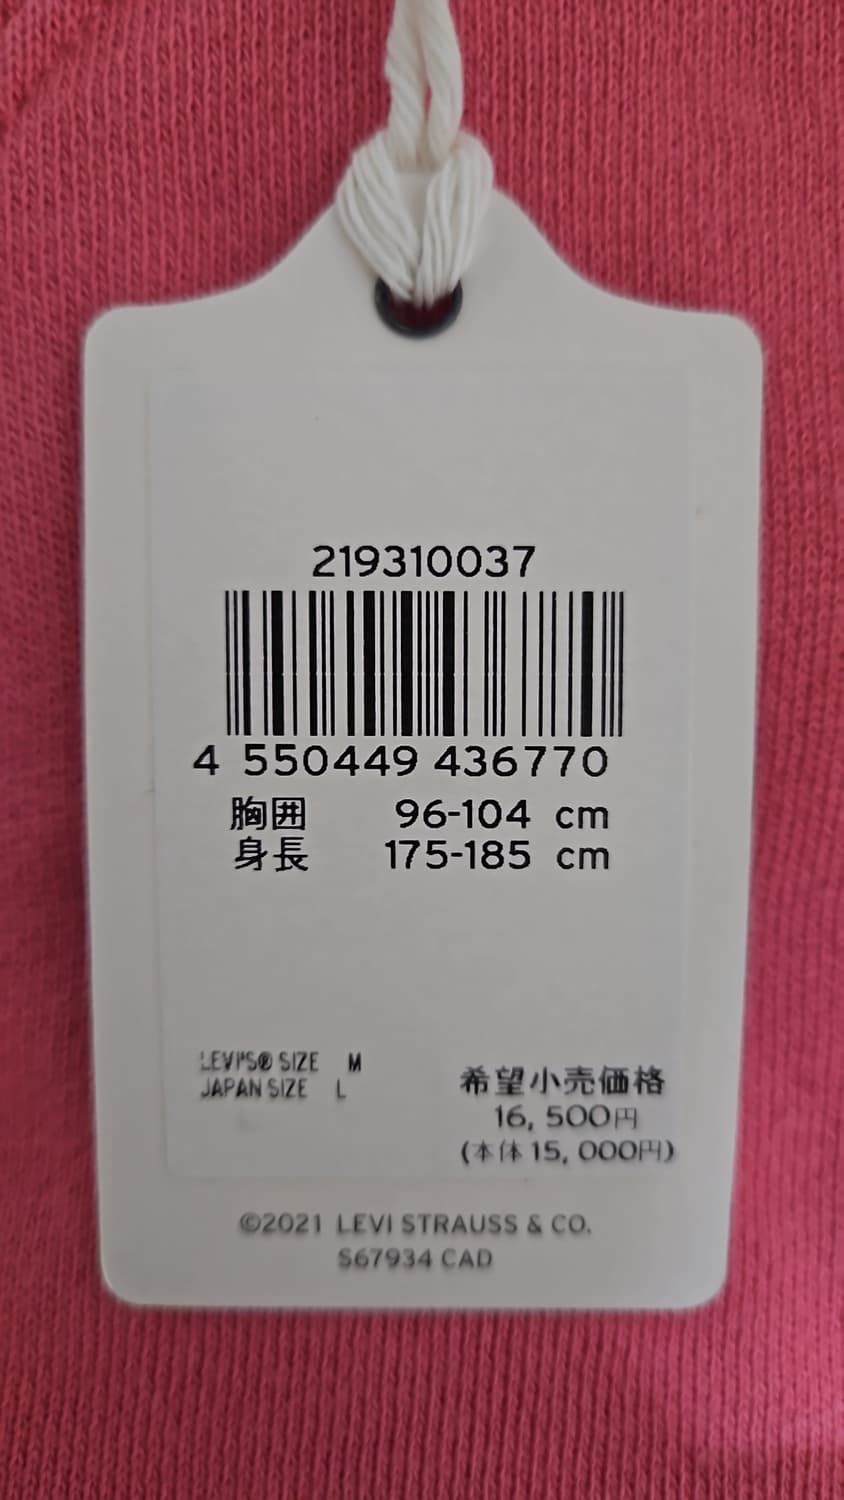 219310037
4 550449 436770
胸囲 96-104 cm
身長 175-185 cm
LEVI'S® SIZE M
JAPAN SIZE L
希望小売価格
16,500円
(本体15,000円)
©2021 LEVI STRAUSS & CO.
S67934 CAD